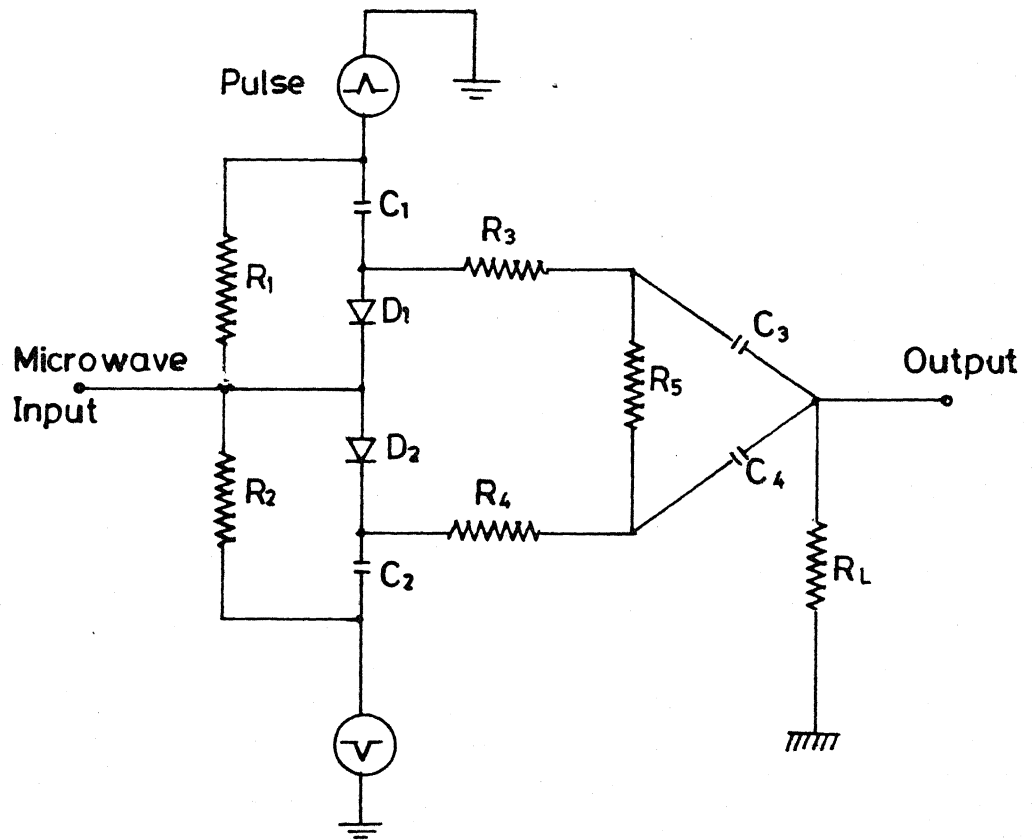 Pulse
C1
R3
R1
D1
C3
Microwave
Input
Output
R5
D2
C4
R2
R4
C2
RL